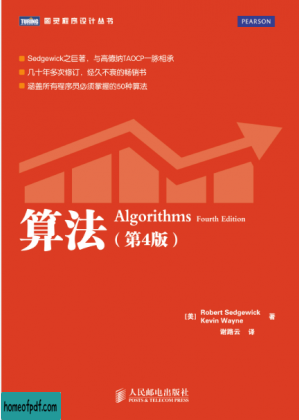 TURING 图灵程序设计丛书
PEARSON
Sedgewick之巨著，与高德纳TAOCP一脉相承
几十年多次修订，经久不衰的畅销书
涵盖所有程序员必须掌握的50种算法
算法
Algorithms Fourth Edition
（第4版）
[美] Robert Sedgewick
Kevin Wayne 著
谢路云 译
人民邮电出版社
POSTS & TELECOM PRESS
homeofpdf.com